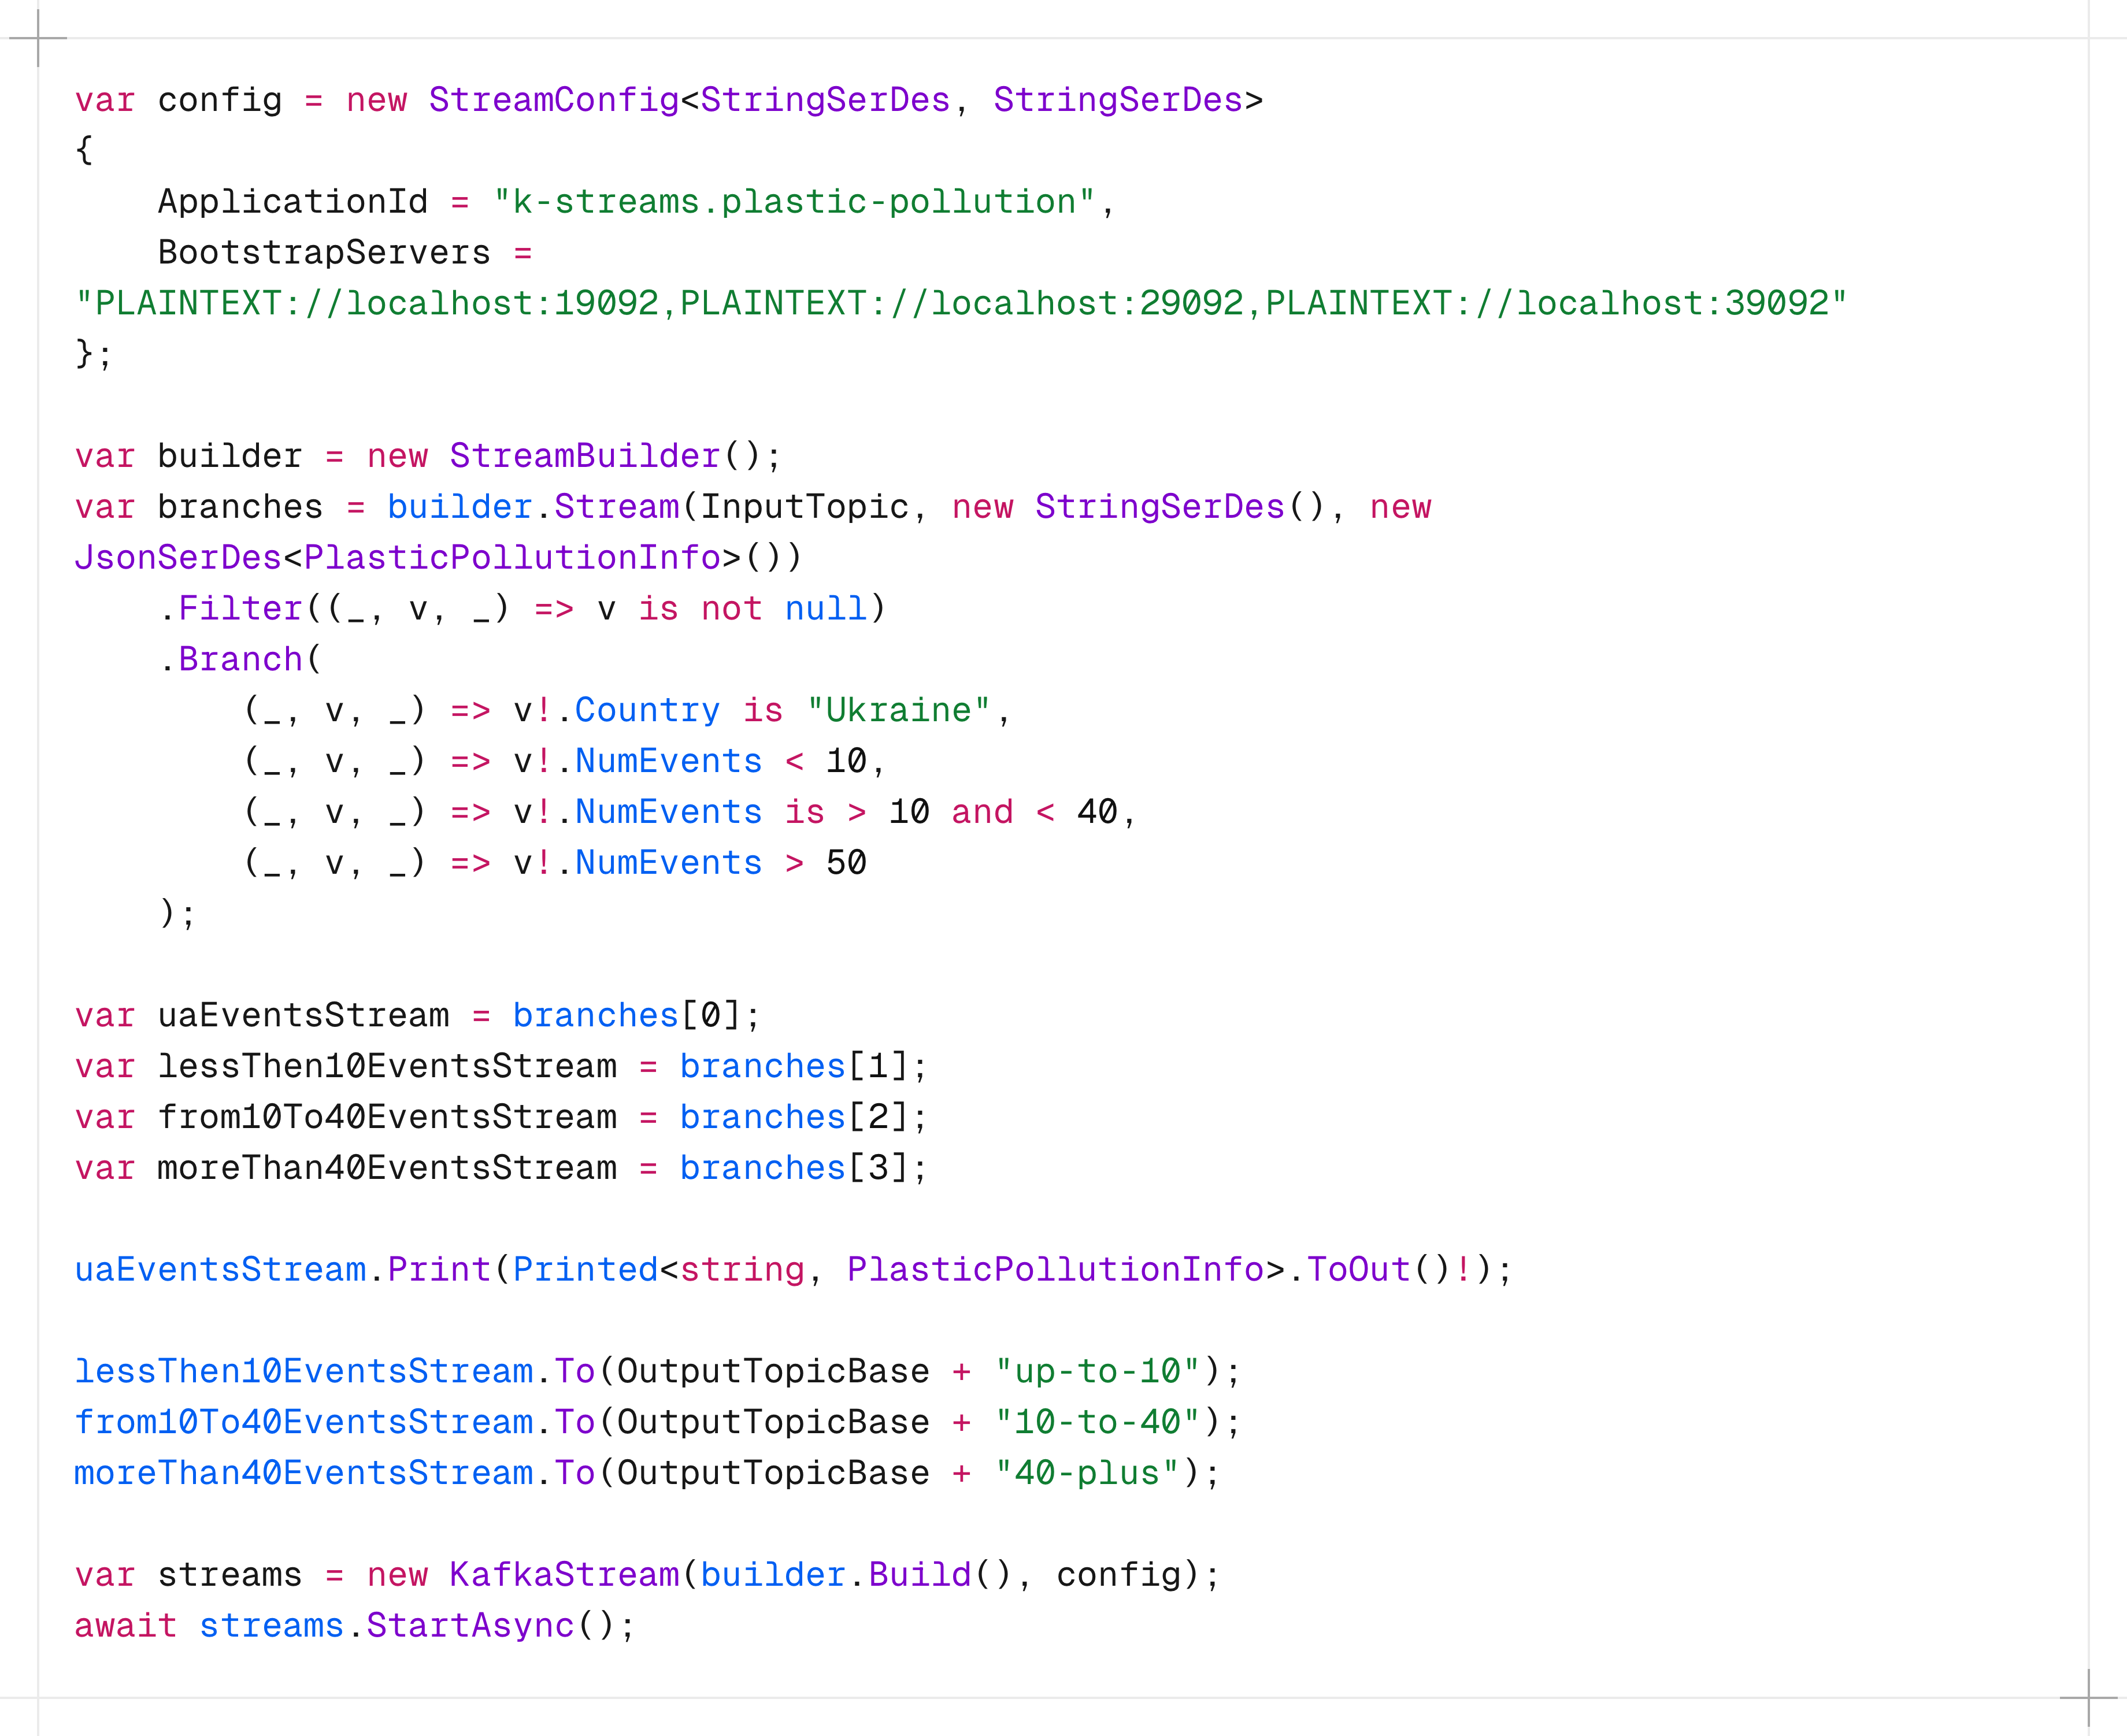 var config = new StreamConfig<StringSerDes, StringSerDes>
{
    ApplicationId = "k-streams.plastic-pollution",
    BootstrapServers =
"PLAINTEXT://localhost:19092,PLAINTEXT://localhost:29092,PLAINTEXT://localhost:39092"
};

var builder = new StreamBuilder();
var branches = builder.Stream(InputTopic, new StringSerDes(), new
JsonSerDes<PlasticPollutionInfo>())
    .Filter((_, v, _) => v is not null)
    .Branch(
        (_, v, _) => v!.Country is "Ukraine",
        (_, v, _) => v!.NumEvents < 10,
        (_, v, _) => v!.NumEvents is > 10 and < 40,
        (_, v, _) => v!.NumEvents > 50
    );

var uaEventsStream = branches[0];
var lessThen10EventsStream = branches[1];
var from10To40EventsStream = branches[2];
var moreThan40EventsStream = branches[3];

uaEventsStream.Print(Printed<string, PlasticPollutionInfo>.ToOut()!);

lessThen10EventsStream.To(OutputTopicBase + "up-to-10");
from10To40EventsStream.To(OutputTopicBase + "10-to-40");
moreThan40EventsStream.To(OutputTopicBase + "40-plus");

var streams = new KafkaStream(builder.Build(), config);
await streams.StartAsync();